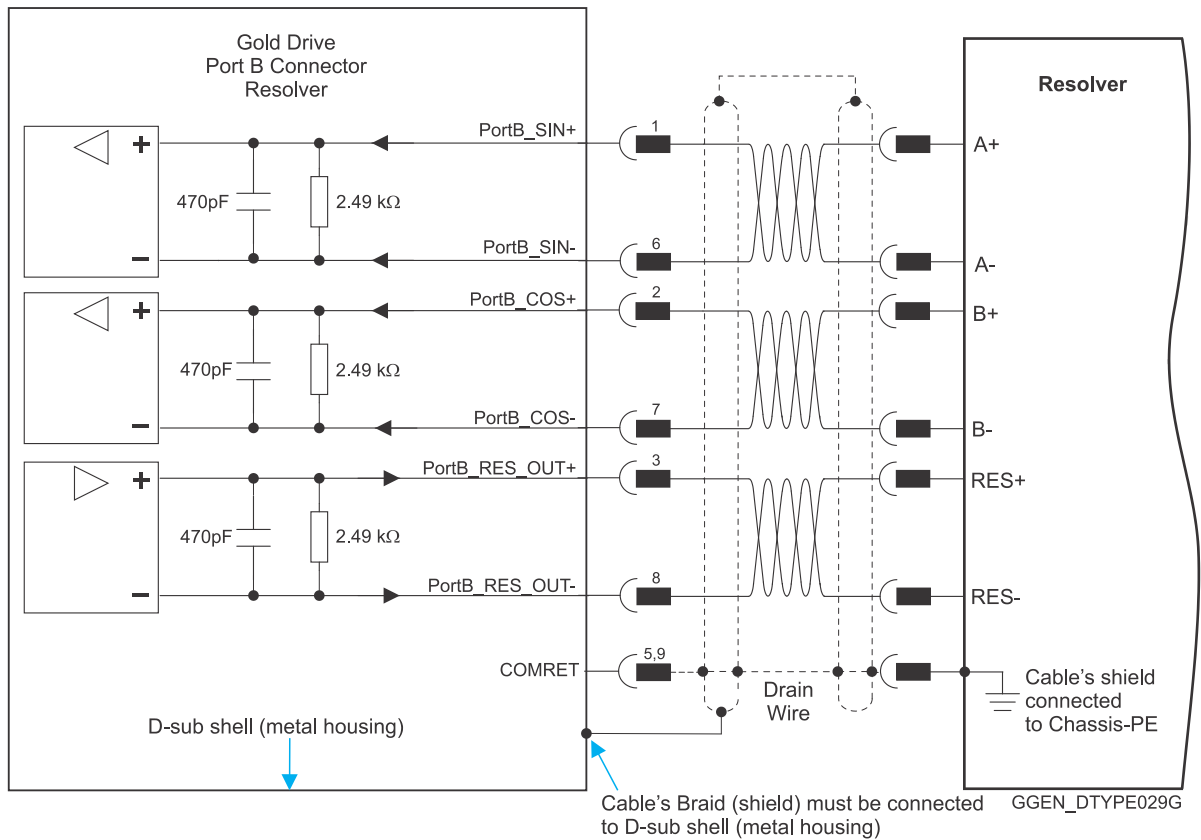 Gold Drive
Port B Connector
Resolver
Resolver
PortB_SIN+
1
A+
+
470pF
2.49 kΩ
-
PortB_SIN-
6
A-
PortB_COS+
2
B+
+
470pF
2.49 kΩ
-
PortB_COS-
7
B-
PortB_RES_OUT+
3
RES+
+
470pF
2.49 kΩ
-
PortB_RES_OUT-
8
RES-
COMRET
5,9
Drain
Wire
Cable's shield
connected
to Chassis-PE
D-sub shell (metal housing)
Cable's Braid (shield) must be connected
to D-sub shell (metal housing)
GGEN_DTYPE029G